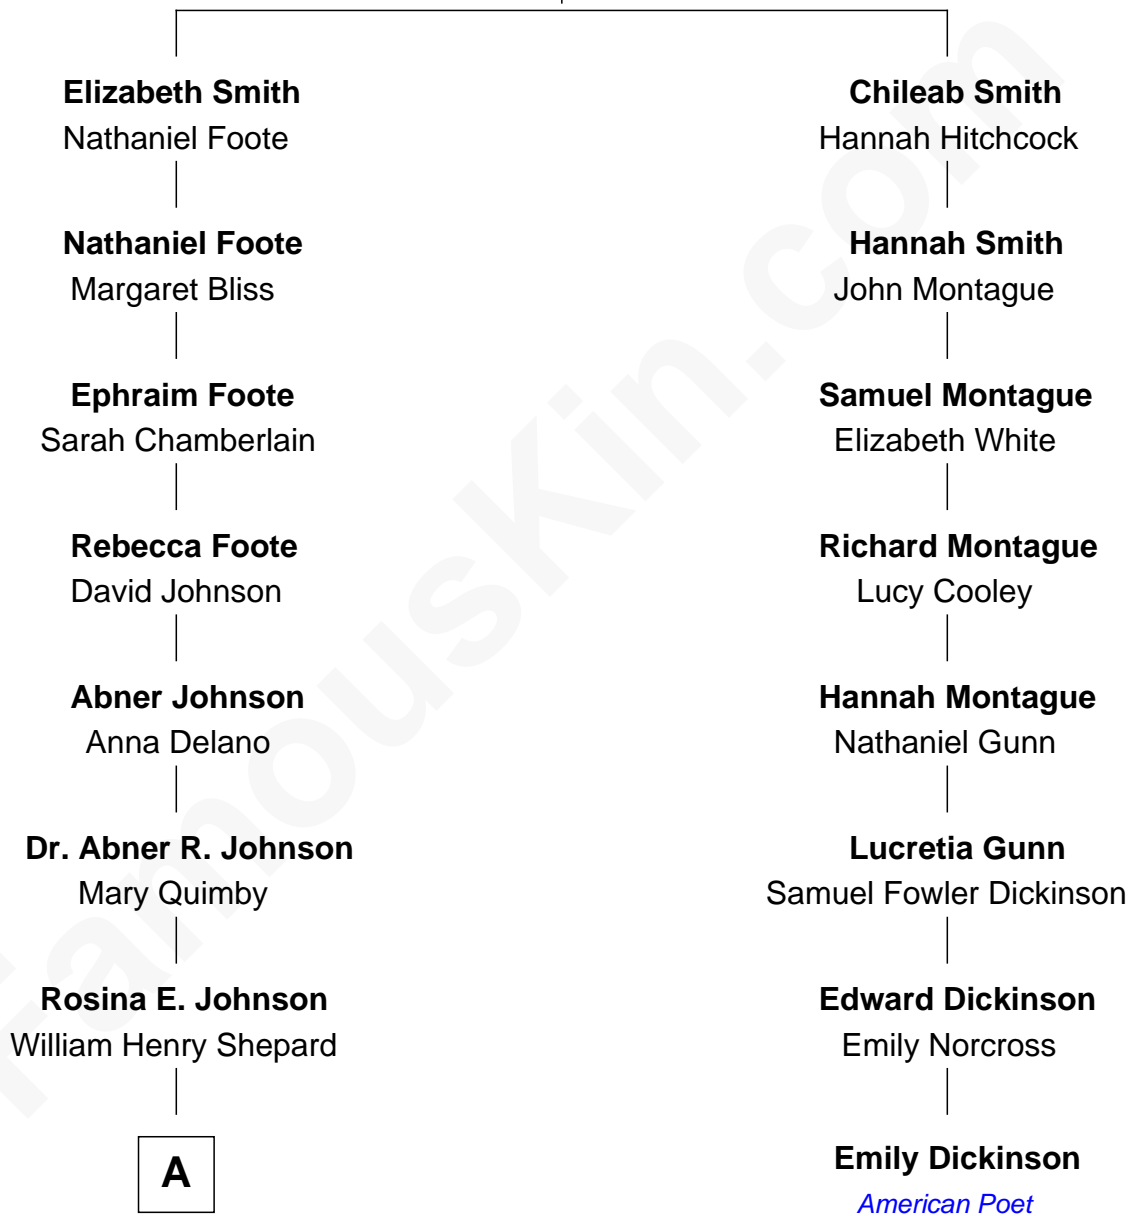 Elizabeth Smith
Nathaniel Foote
Nathaniel Foote
Margaret Bliss
Ephraim Foote
Sarah Chamberlain
Rebecca Foote
David Johnson
Abner Johnson
Anna Delano
Dr. Abner R. Johnson
Mary Quimby
Rosina E. Johnson
William Henry Shepard
A
Chileab Smith
Hannah Hitchcock
Hannah Smith
John Montague
Samuel Montague
Elizabeth White
Richard Montague
Lucy Cooley
Hannah Montague
Nathaniel Gunn
Lucretia Gunn
Samuel Fowler Dickinson
Edward Dickinson
Emily Norcross
Emily Dickinson
American Poet
FamousKin.com